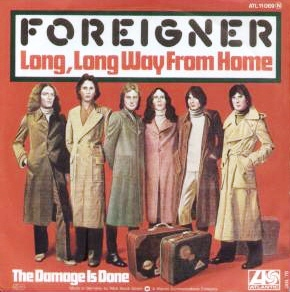 ATL 11 069 N
FOREIGNER
Long, Long Way From Home
The Damage Is Done
ATLANTIC